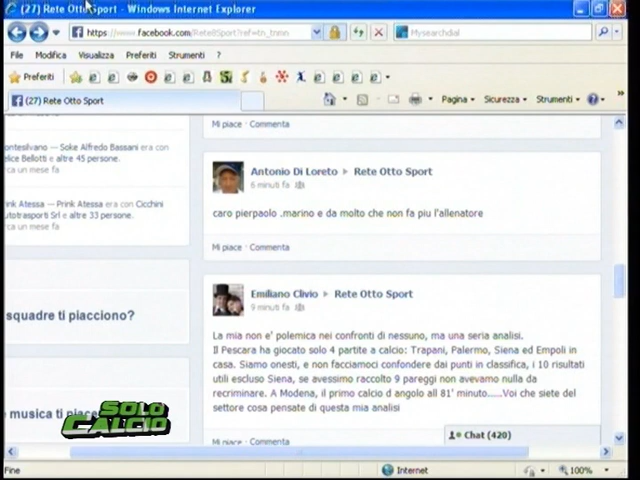 (27) Rete Otto Sport - Windows Internet Explorer
https://www.facebook.com/Rete8Sport?ref=tn_tnmn
Mysearchdial
File Modifica Visualizza Preferiti Strumenti ?
Preferiti
(27) Rete Otto Sport
Pagina Sicurezza Strumenti
Mi piace · Commenta
ontesilvano — Soke Alfredo Bassani era con
elice Bellotti e altre 45 persone.
rca un mese fa
rink Atessa — Prink Atessa era con Cicchini
utotrasporti Srl e altre 33 persone.
rca un mese fa
Antonio Di Loreto Rete Otto Sport
6 minuti fa
caro pierpaolo .marino e da molto che non fa piu l'allenatore
Mi piace · Commenta
squadre ti piacciono?
Emiliano Clivio Rete Otto Sport
9 minuti fa
La mia non e' polemica nei confronti di nessuno, ma una seria analisi.
Il Pescara ha giocato solo 4 partite a calcio: Trapani, Palermo, Siena ed Empoli in
casa. Siamo onesti, e non facciamoci confondere dai punti in classifica, i 10 risultati
utili escluso Siena, se avessimo raccolto 9 pareggi non avevamo nulla da
recriminare. A Modena, il primo calcio d angolo all 81' minuto.....Voi che siete del
settore cosa pensate di questa mia analisi
Mi piace · Commenta
e musica ti piace
SOLO
CALCIO
Chat (420)
Fine
Internet
100%